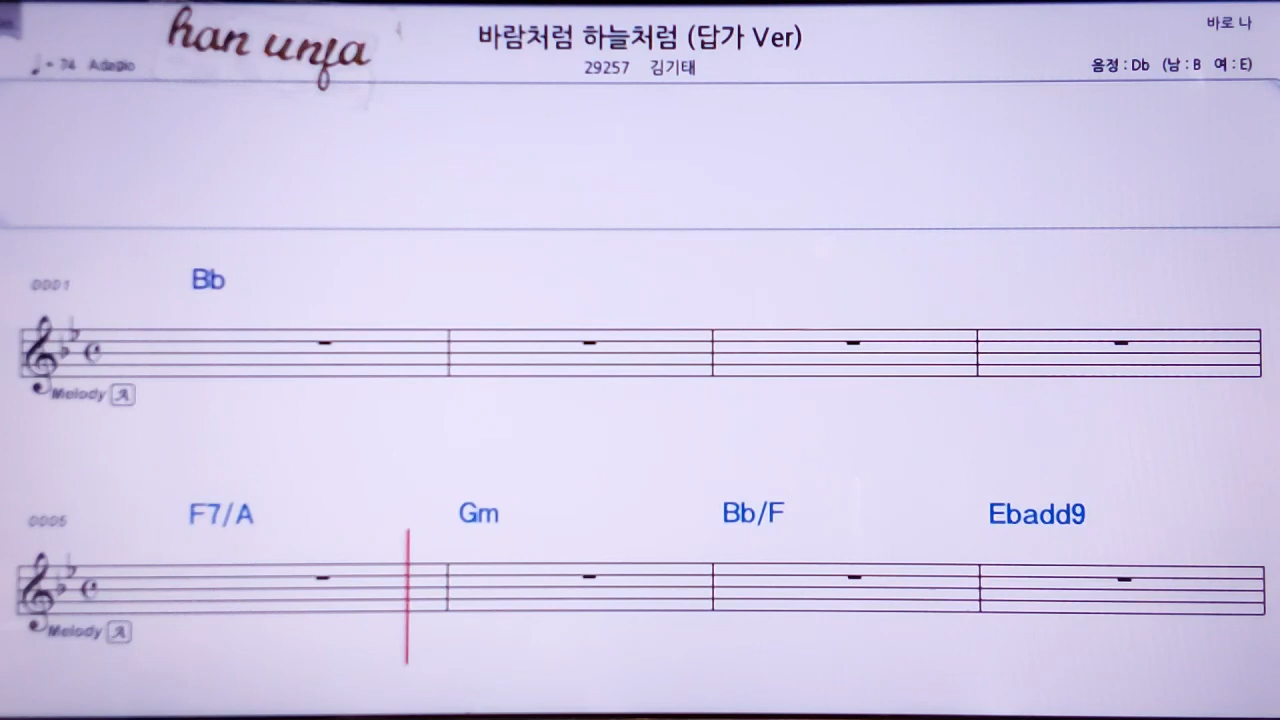 han unfa
바람처럼 하늘처럼 (답가 Ver)
바로 나
♩ = 74 Adagio
29257 김기태
음정 : Db (남 : B 여 : E)
0001 Bb
Melody A
0005 F7/A Gm Bb/F Ebadd9
Melody A